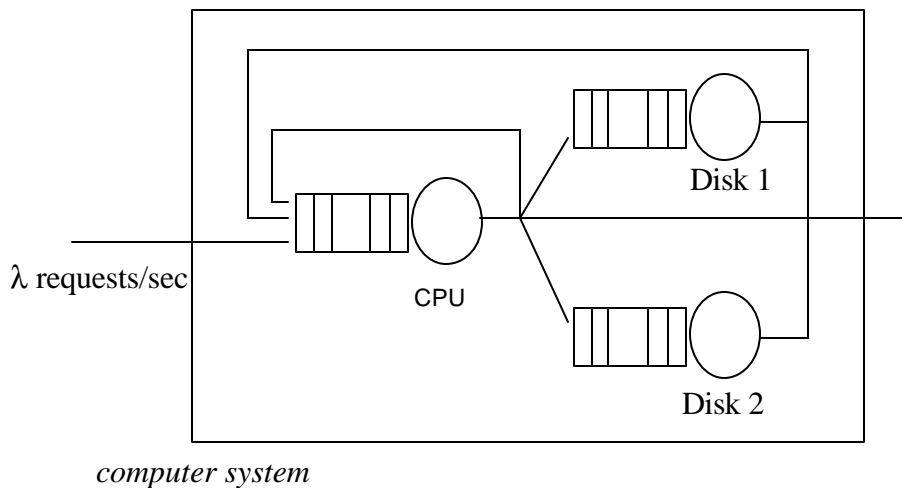 Disk 1
λ requests/sec
CPU
Disk 2
computer system